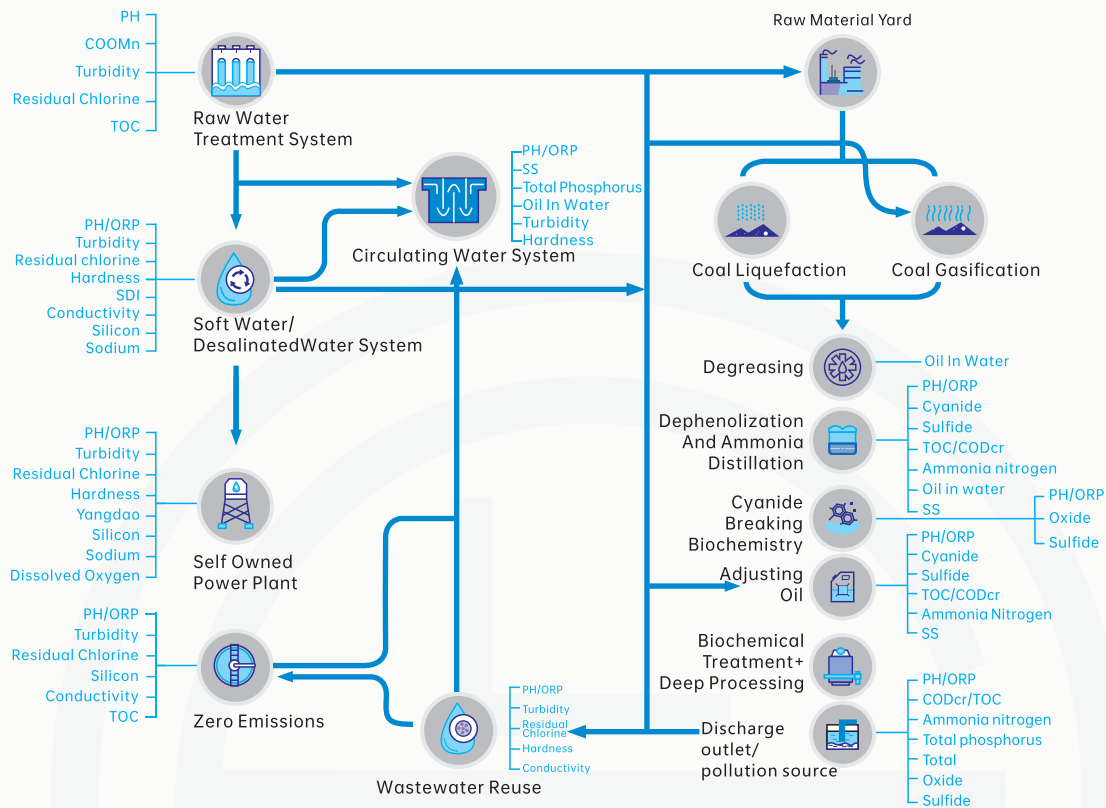 PH
COOMn
Turbidity
Residual Chlorine
TOC
Raw Water
Treatment System
Raw Material Yard
PH/ORP
SS
Total Phosphorus
Oil In Water
Turbidity
Hardness
Circulating Water System
PH/ORP
Turbidity
Residual chlorine
Hardness
SDI
Conductivity
Silicon
Sodium
Soft Water/
DesalinatedWater System
Coal Liquefaction
Coal Gasification
Degreasing
Oil In Water
Dephenolization
And Ammonia
Distillation
PH/ORP
Cyanide
Sulfide
TOC/CODcr
Ammonia nitrogen
Oil in water
SS
PH/ORP
Turbidity
Residual Chlorine
Hardness
Yangdao
Silicon
Sodium
Dissolved Oxygen
Self Owned
Power Plant
Cyanide
Breaking
Biochemistry
PH/ORP
Oxide
Sulfide
Adjusting
Oil
PH/ORP
Cyanide
Sulfide
TOC/CODcr
Ammonia Nitrogen
SS
PH/ORP
Turbidity
Residual Chlorine
Silicon
Conductivity
TOC
Zero Emissions
Biochemical
Treatment+
Deep Processing
PH/ORP
Turbidity
Residual
Chlorine
Hardness
Conductivity
Wastewater Reuse
Discharge
outlet/
pollution source
PH/ORP
CODcr/TOC
Ammonia nitrogen
Total phosphorus
Total
Oxide
Sulfide